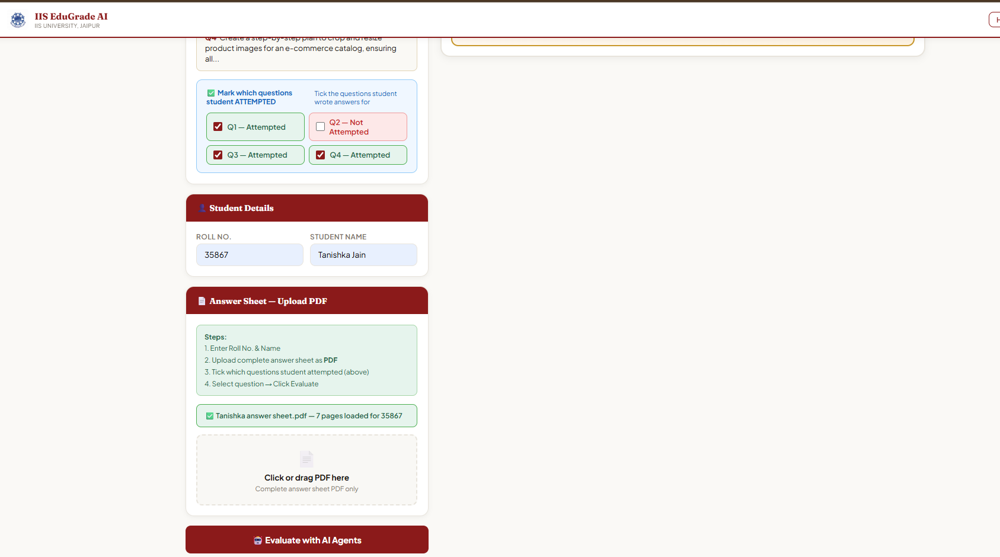 IIS EduGrade AI
IIS UNIVERSITY, JAIPUR
H
Q4 Create a step-by-step plan to crop and resize
product images for an e-commerce catalog, ensuring
all...
Mark which questions
student ATTEMPTED
Tick the questions student
wrote answers for
Q1 — Attempted
Q2 — Not
Attempted
Q3 — Attempted
Q4 — Attempted
Student Details
ROLL NO.
STUDENT NAME
35867
Tanishka Jain
Answer Sheet — Upload PDF
Steps:
1. Enter Roll No. & Name
2. Upload complete answer sheet as PDF
3. Tick which questions student attempted (above)
4. Select question → Click Evaluate
Tanishka answer sheet.pdf — 7 pages loaded for 35867
Click or drag PDF here
Complete answer sheet PDF only
Evaluate with AI Agents